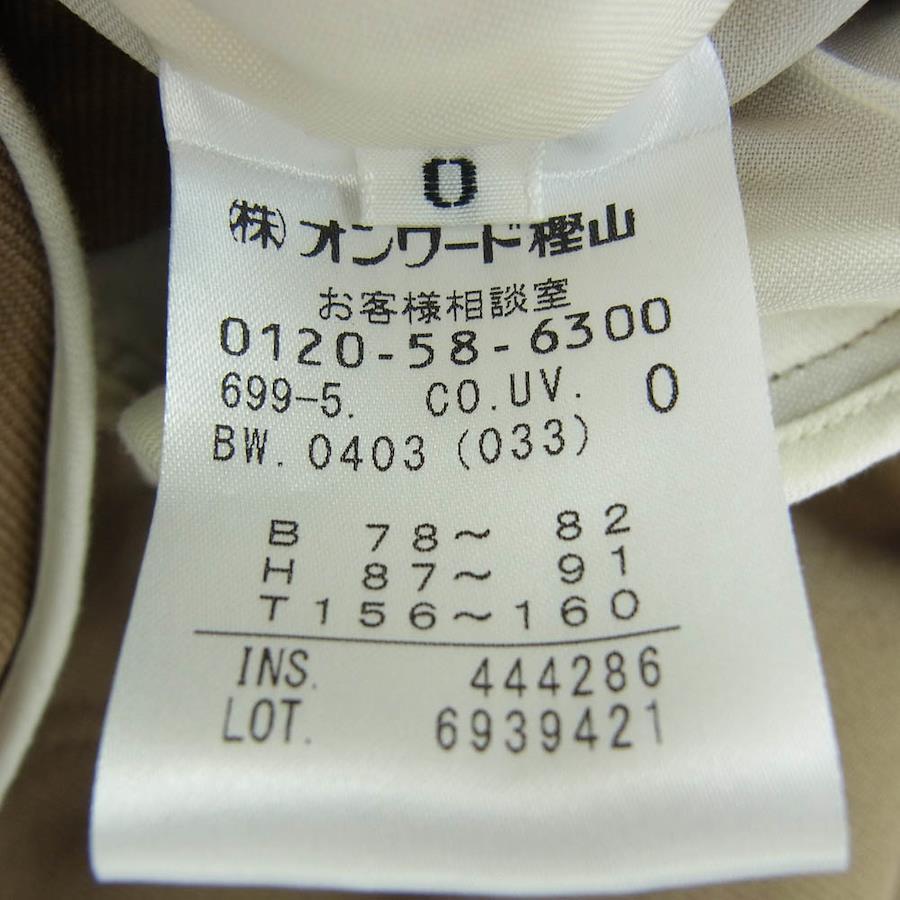 0
(株)オンワード樫山
お客様相談室
0120-58-6300
699-5. CO.UV. 0
BW.0403(033)
B 78~ 82
H 87~ 91
T156~160
INS. 444286
LOT. 6939421